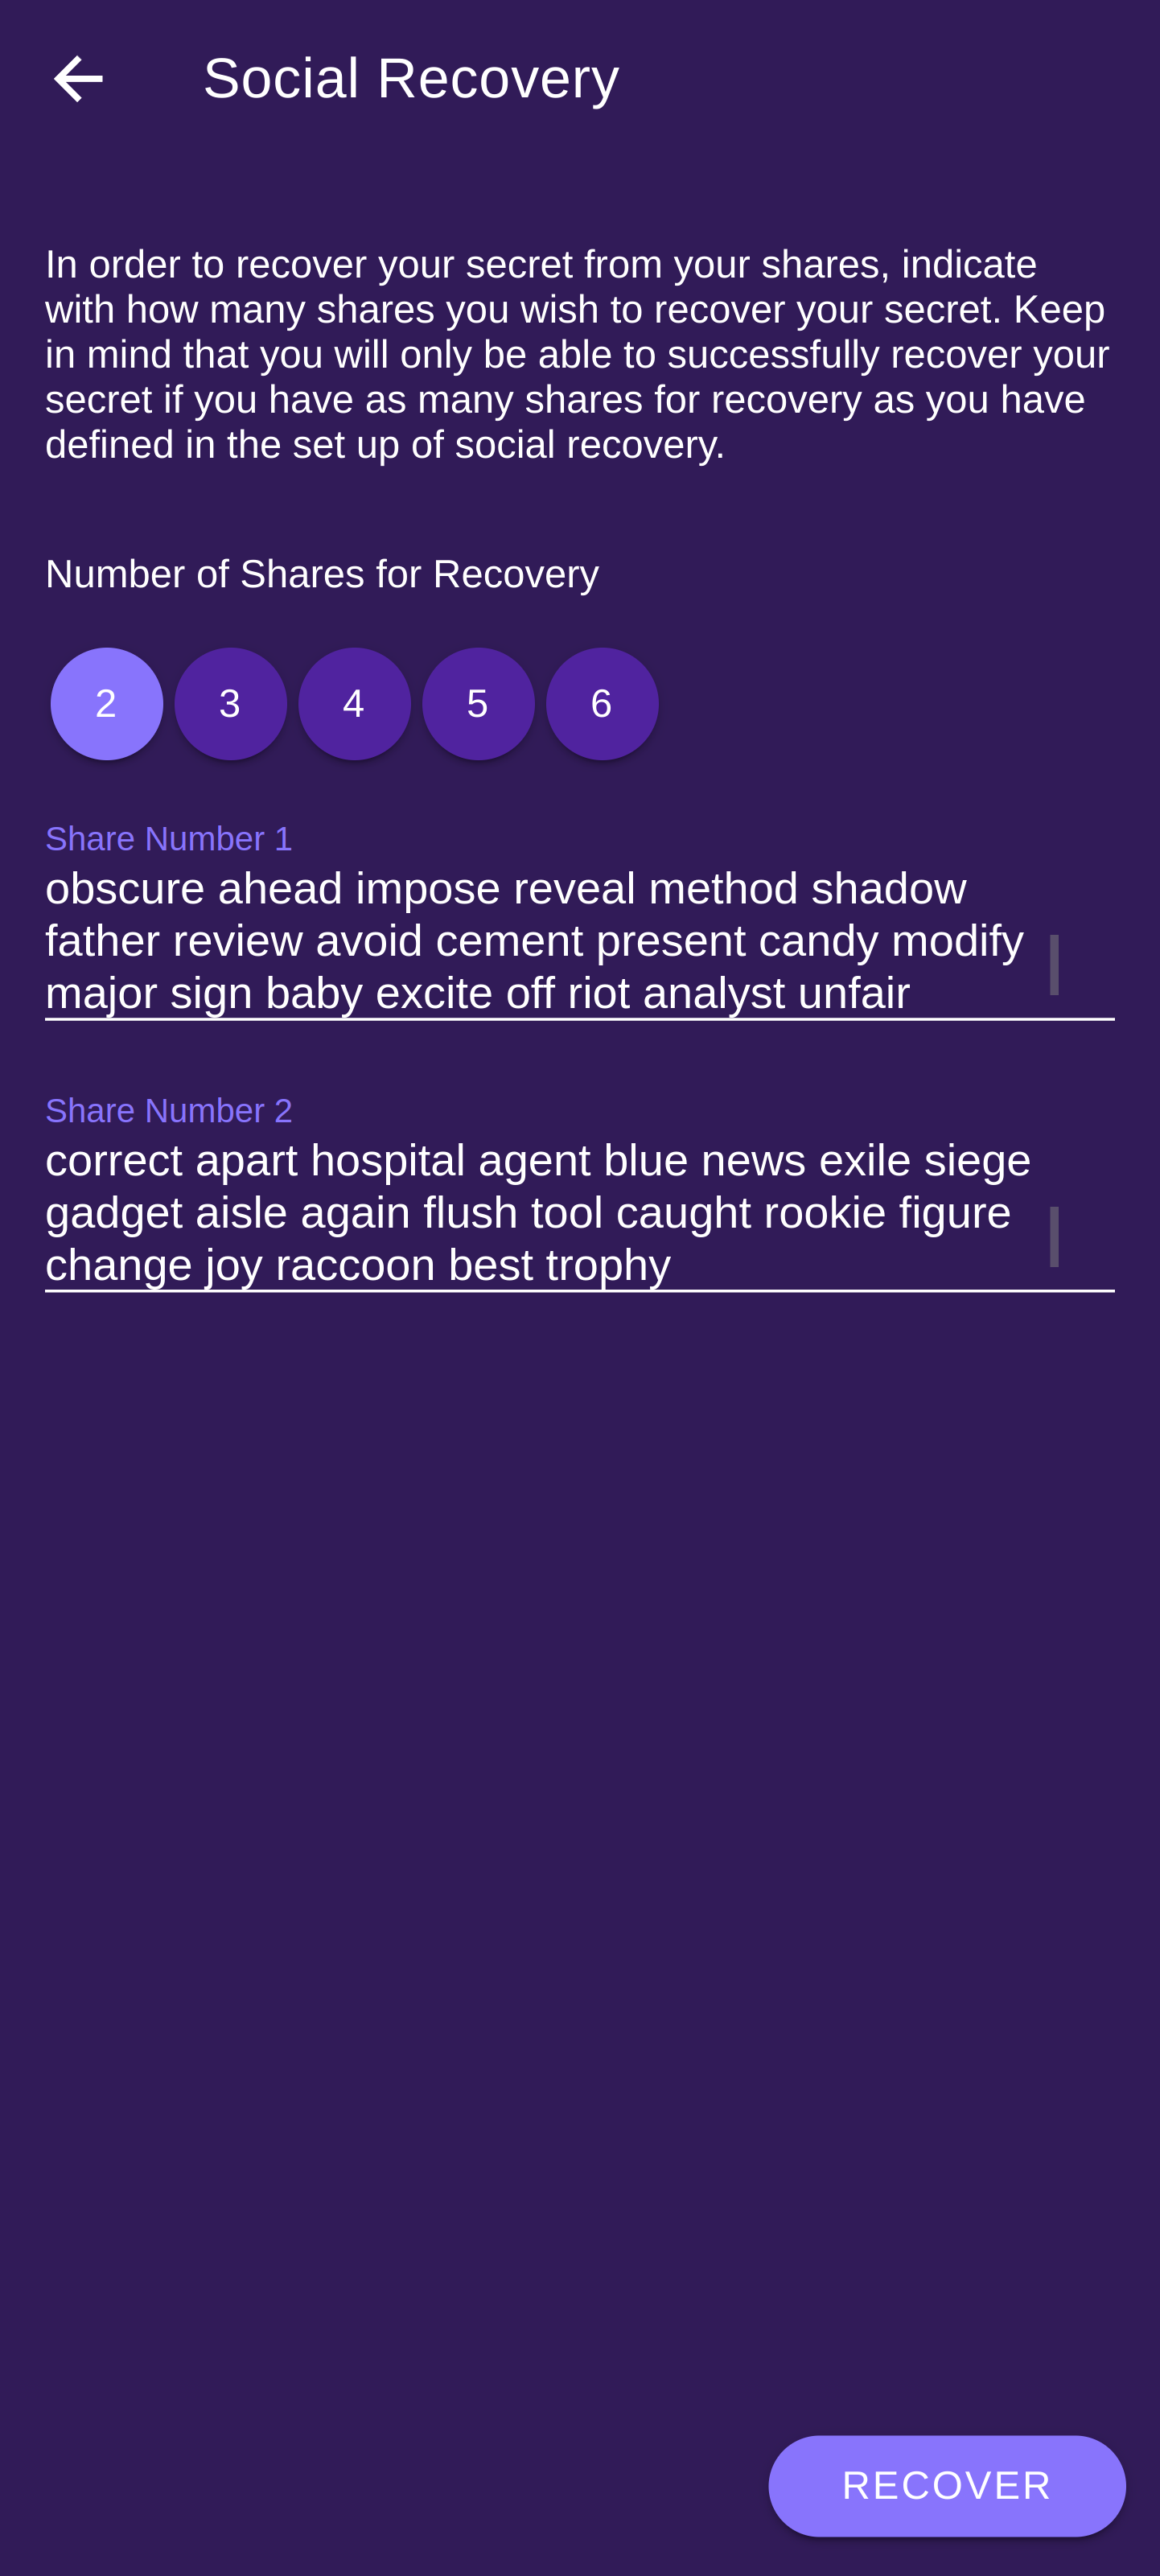 Social Recovery
In order to recover your secret from your shares, indicate
with how many shares you wish to recover your secret. Keep
in mind that you will only be able to successfully recover your
secret if you have as many shares for recovery as you have
defined in the set up of social recovery.
Number of Shares for Recovery
2 3 4 5 6
Share Number 1
obscure ahead impose reveal method shadow
father review avoid cement present candy modify
major sign baby excite off riot analyst unfair
Share Number 2
correct apart hospital agent blue news exile siege
gadget aisle again flush tool caught rookie figure
change joy raccoon best trophy
RECOVER